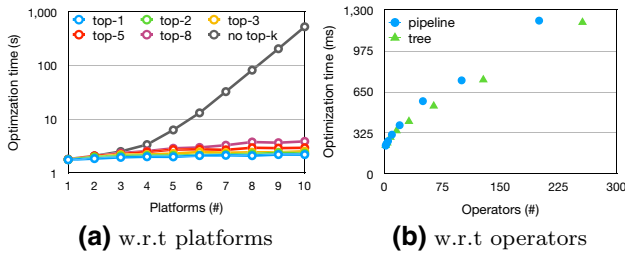 top-1 top-2 top-3
top-5 top-8 no top-k
Optimzation time (s)
1,000
100
10
1
1 2 3 4 5 6 7 8 9 10
Platforms (#)
(a) w.r.t platforms
pipeline
tree
Optimization time (ms)
1,300
975
650
325
0
0 75 150 225 300
Operators (#)
(b) w.r.t operators